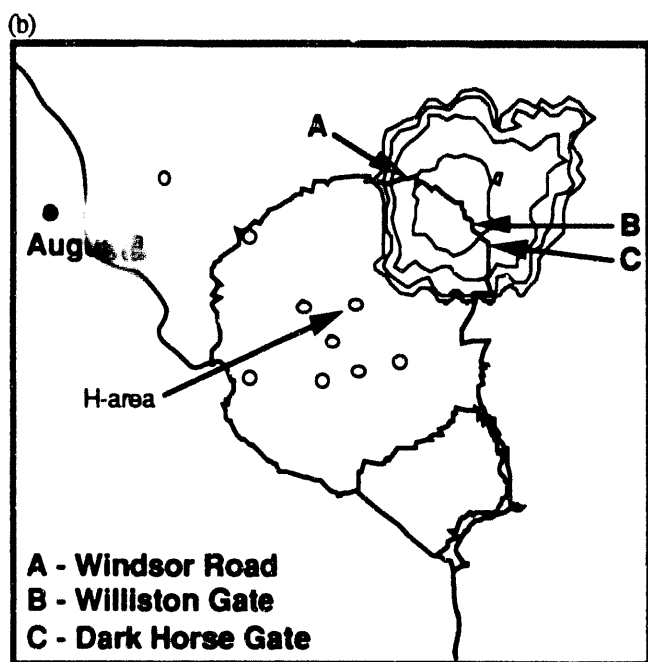 (b)
A
B
C
H-area
A - Windsor Road
B - Williston Gate
C - Dark Horse Gate